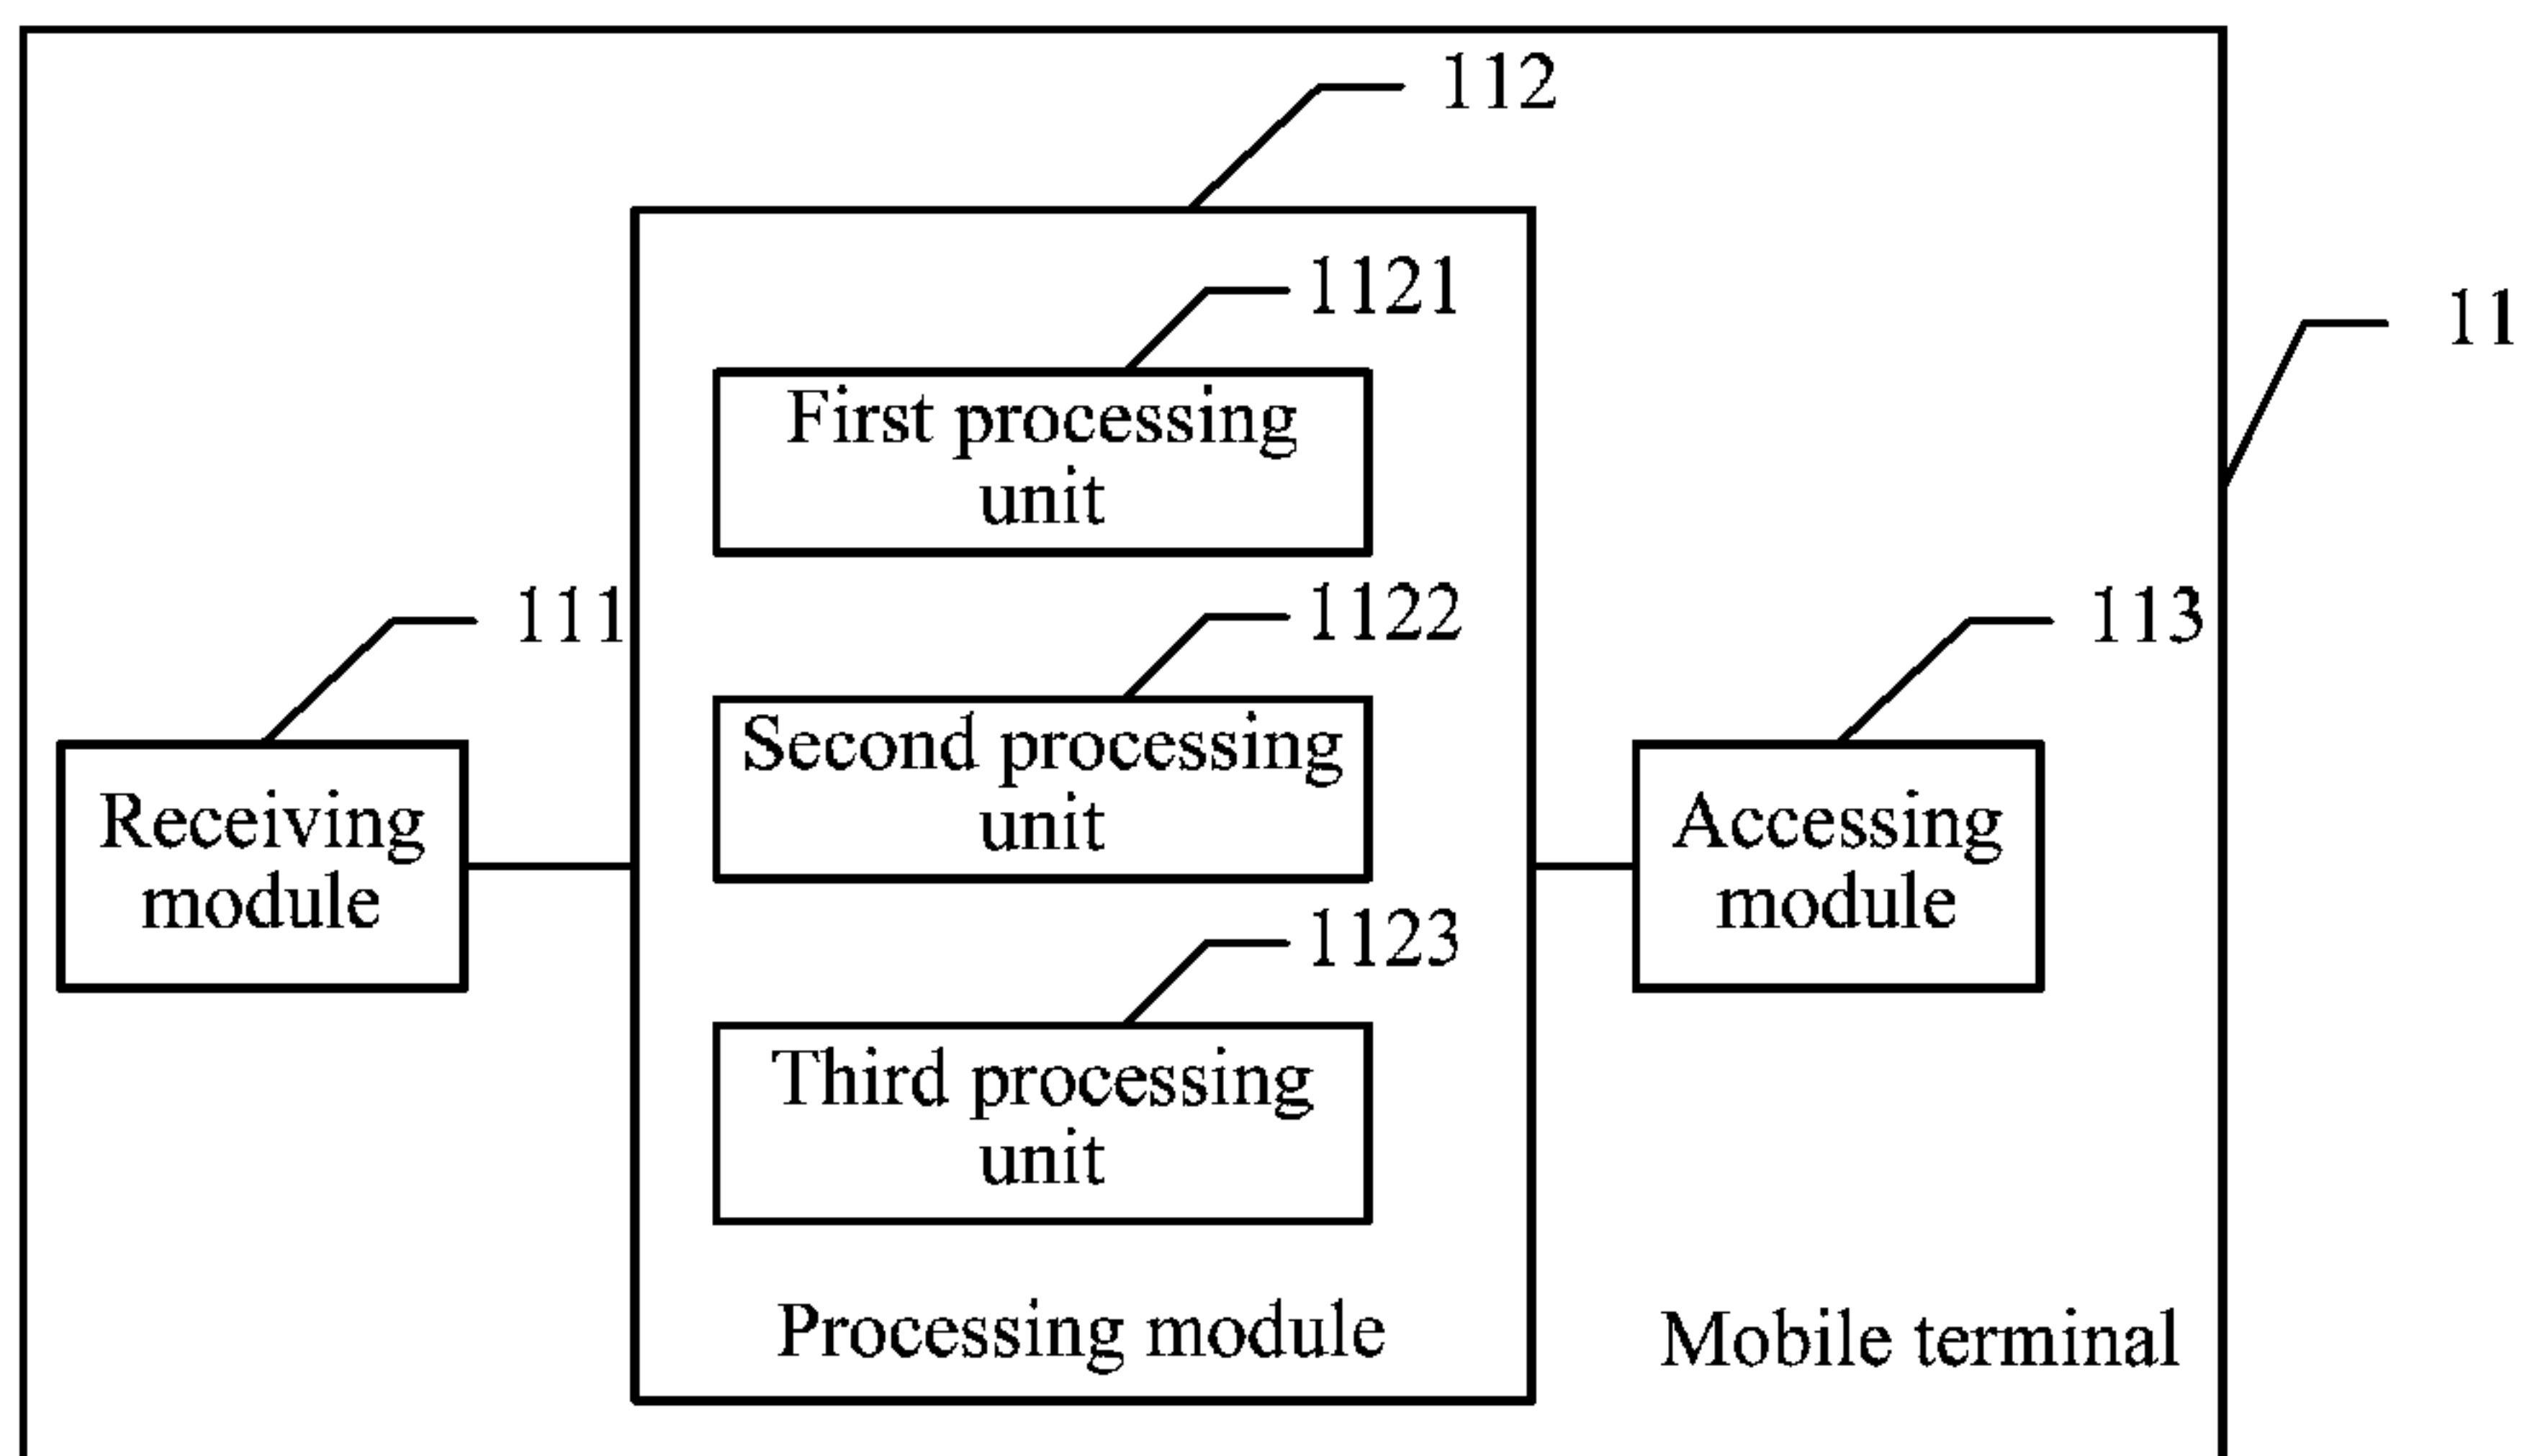 112
1121
11
First processing
unit
111
1122
113
Second processing
unit
Receiving
module
Accessing
module
1123
Third processing
unit
Processing module
Mobile terminal